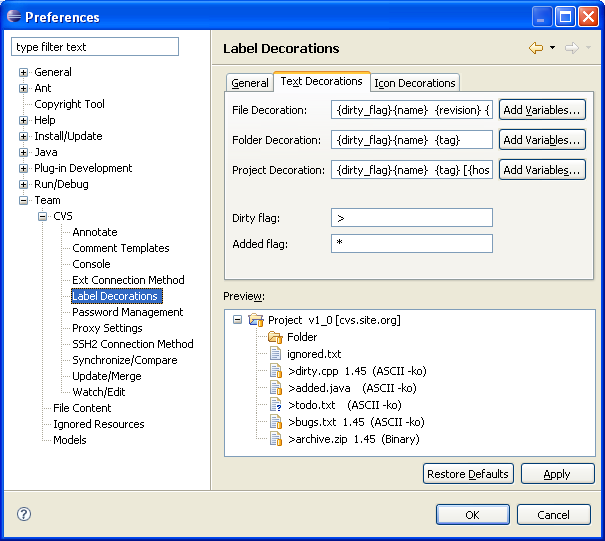 Preferences
type filter text
General
Ant
Copyright Tool
Help
Install/Update
Java
Plug-in Development
Run/Debug
Team
CVS
Annotate
Comment Templates
Console
Ext Connection Method
Label Decorations
Password Management
Proxy Settings
SSH2 Connection Method
Synchronize/Compare
Update/Merge
Watch/Edit
File Content
Ignored Resources
Models
Label Decorations
General Text Decorations Icon Decorations
File Decoration: {dirty_flag}{name}  {revision} { Add Variables...
Folder Decoration: {dirty_flag}{name}  {tag} Add Variables...
Project Decoration: {dirty_flag}{name}  {tag} [{hos Add Variables...
Dirty flag: >
Added flag: *
Preview:
Project  v1_0 [cvs.site.org]
Folder
ignored.txt
>dirty.cpp  1.45  (ASCII -ko)
>added.java   (ASCII -ko)
>todo.txt   (ASCII -ko)
>bugs.txt  1.45  (ASCII -ko)
>archive.zip  1.45  (Binary)
Restore Defaults Apply
? OK Cancel